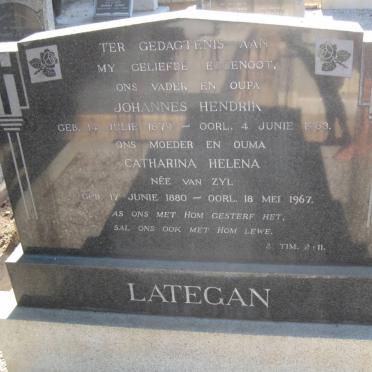 TER GEDAGTENIS AAN
MY GELIEFDE EGGENOOT,
ONS VADER EN OUPA
JOHANNES HENDRIK
GEB. 14 JULIE 1879 – OORL. 4 JUNIE
ONS MOEDER EN OUMA
CATHARINA HELENA
NÉE VAN ZYL
GEB. 17 JUNIE 1880 – OORL. 18 MEI 1967.
AS ONS MET HOM GESTERF HET,
SAL ONS OOK MET HOM LEWE.
2 TIM. 2:11.
LATEGAN